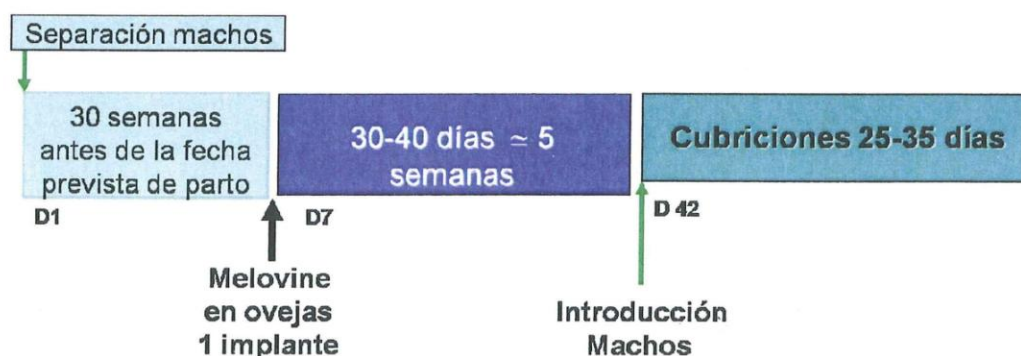 Separación machos
30 semanas
antes de la fecha
prevista de parto
30-40 días ≃ 5
semanas
Cubriciones 25-35 días
D1
D7
D 42
Melovine
en ovejas
1 implante
Introducción
Machos